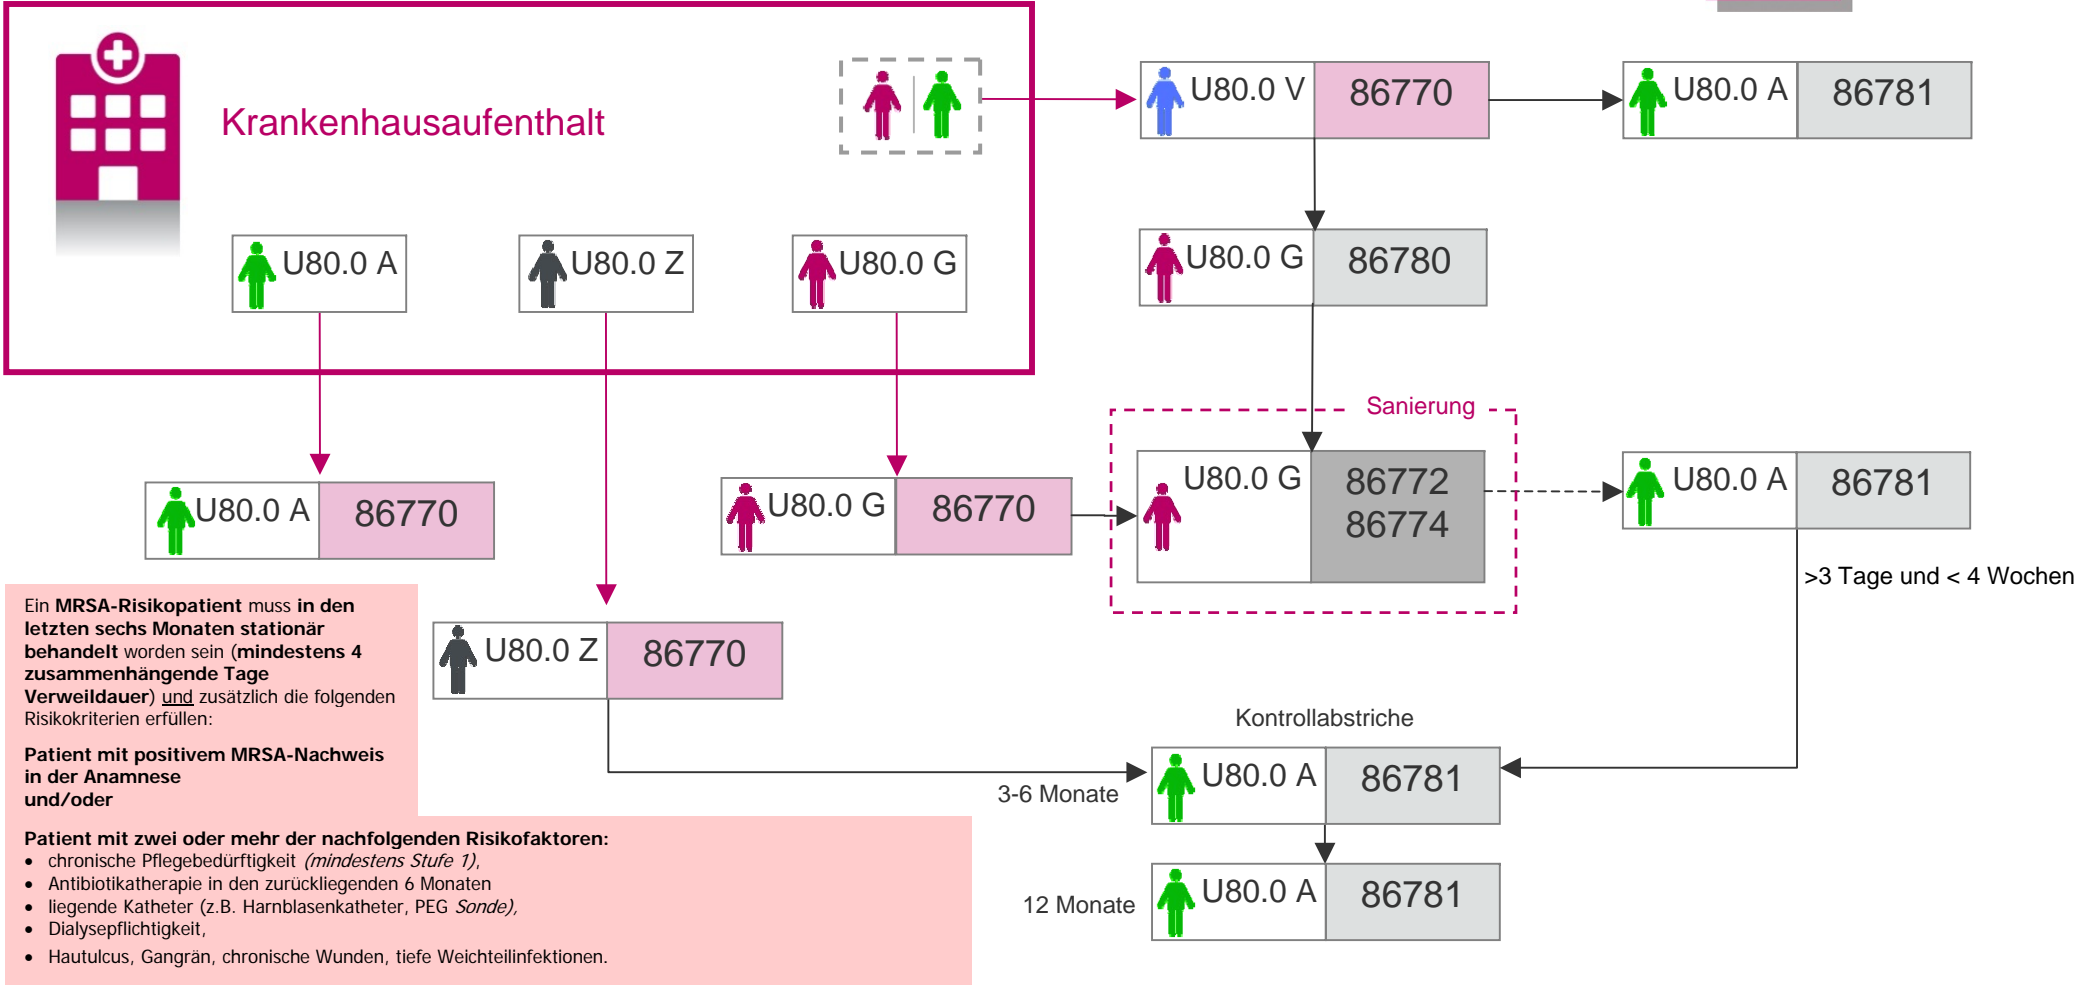 Krankenhausaufenthalt
U80.0 V 86770
U80.0 A 86781
U80.0 A
U80.0 Z
U80.0 G
U80.0 G 86780
Sanierung
U80.0 A 86770
U80.0 G 86770
U80.0 G 86772
86774
U80.0 A 86781
>3 Tage und < 4 Wochen
U80.0 Z 86770
Ein MRSA-Risikopatient muss in den
letzten sechs Monaten stationär
behandelt worden sein (mindestens 4
zusammenhängende Tage
Verweildauer) und zusätzlich die folgenden
Risikokriterien erfüllen:
Patient mit positivem MRSA-Nachweis
in der Anamnese
und/oder
Patient mit zwei oder mehr der nachfolgenden Risikofaktoren:
• chronische Pflegebedürftigkeit (mindestens Stufe 1),
• Antibiotikatherapie in den zurückliegenden 6 Monaten
• liegende Katheter (z.B. Harnblasenkatheter, PEG Sonde),
• Dialysepflichtigkeit,
• Hautulcus, Gangrän, chronische Wunden, tiefe Weichteilinfektionen.
Kontrollabstriche
3-6 Monate
U80.0 A 86781
12 Monate
U80.0 A 86781